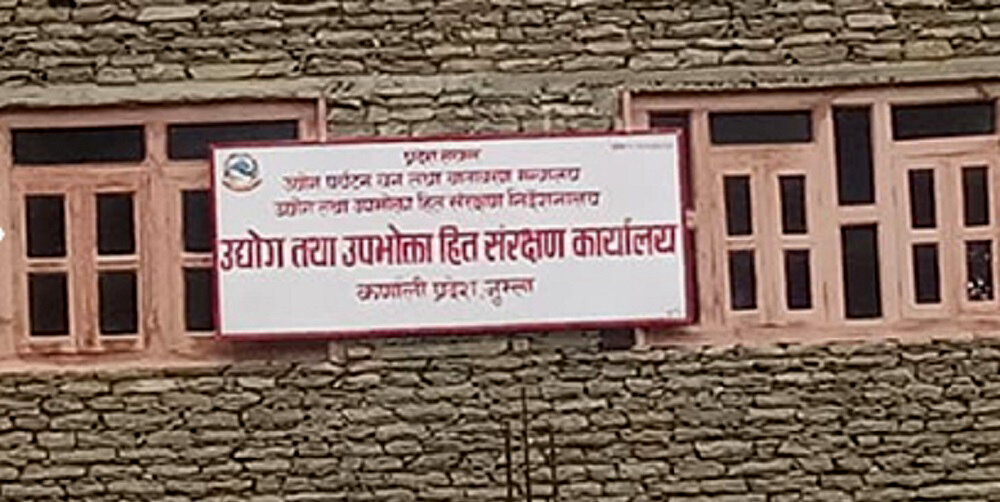 प्रदेश सरकार
उद्योग पर्यटन वन तथा वातावरण मन्त्रालय
उद्योग तथा उपभोक्ता हित संरक्षण निर्देशनालय
उद्योग तथा उपभोक्ता हित संरक्षण कार्यालय
कर्णाली प्रदेश, जुम्ला